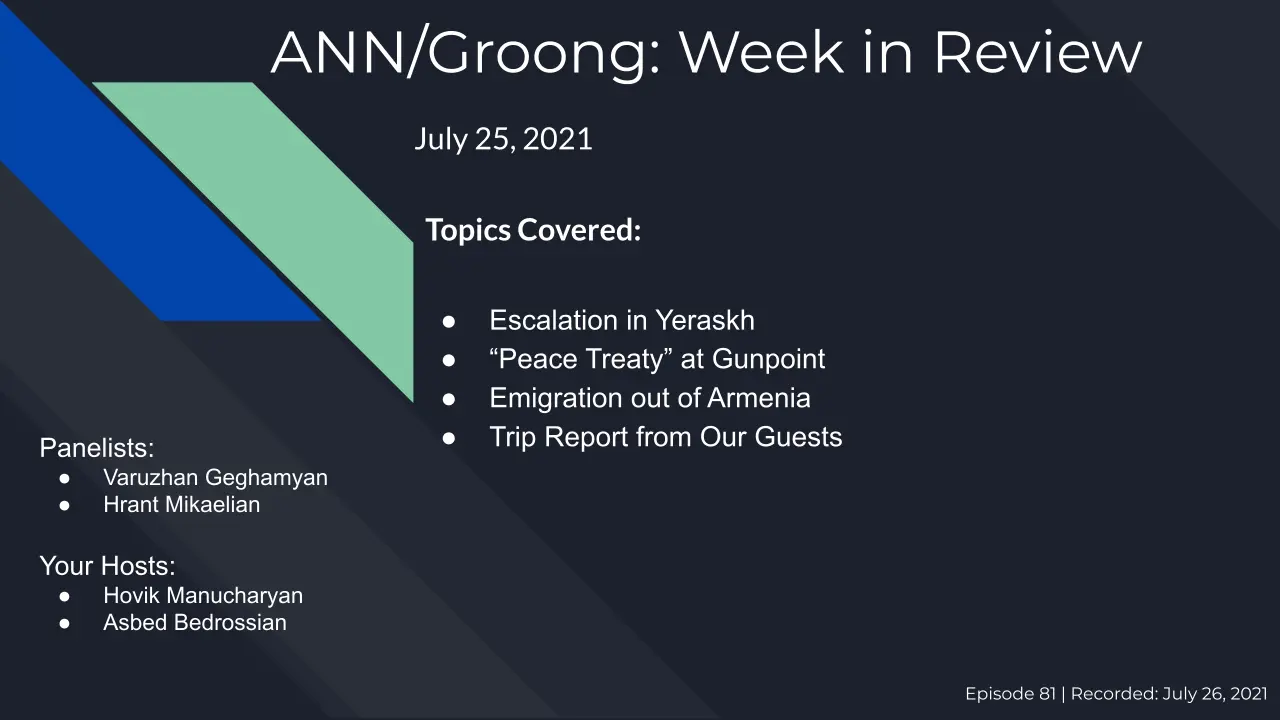 ANN/Groong: Week in Review
July 25, 2021
Topics Covered:
● Escalation in Yeraskh
● “Peace Treaty” at Gunpoint
● Emigration out of Armenia
● Trip Report from Our Guests
Panelists:
● Varuzhan Geghamyan
● Hrant Mikaelian
Your Hosts:
● Hovik Manucharyan
● Asbed Bedrossian
Episode 81 | Recorded: July 26, 2021